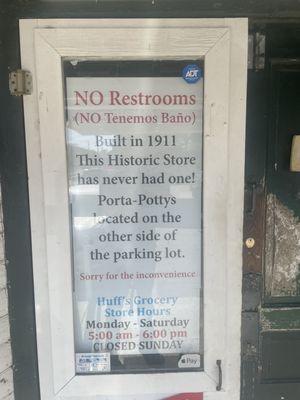 ADT
NO Restrooms
(NO Tenemos Baño)
Built in 1911
This Historic Store
has never had one!
Porta-Pottys
located on the
other side of
the parking lot.
Sorry for the inconvenience
Huff's Grocery
Store Hours
Monday - Saturday
5:00 am - 6:00 pm
CLOSED SUNDAY
Pay